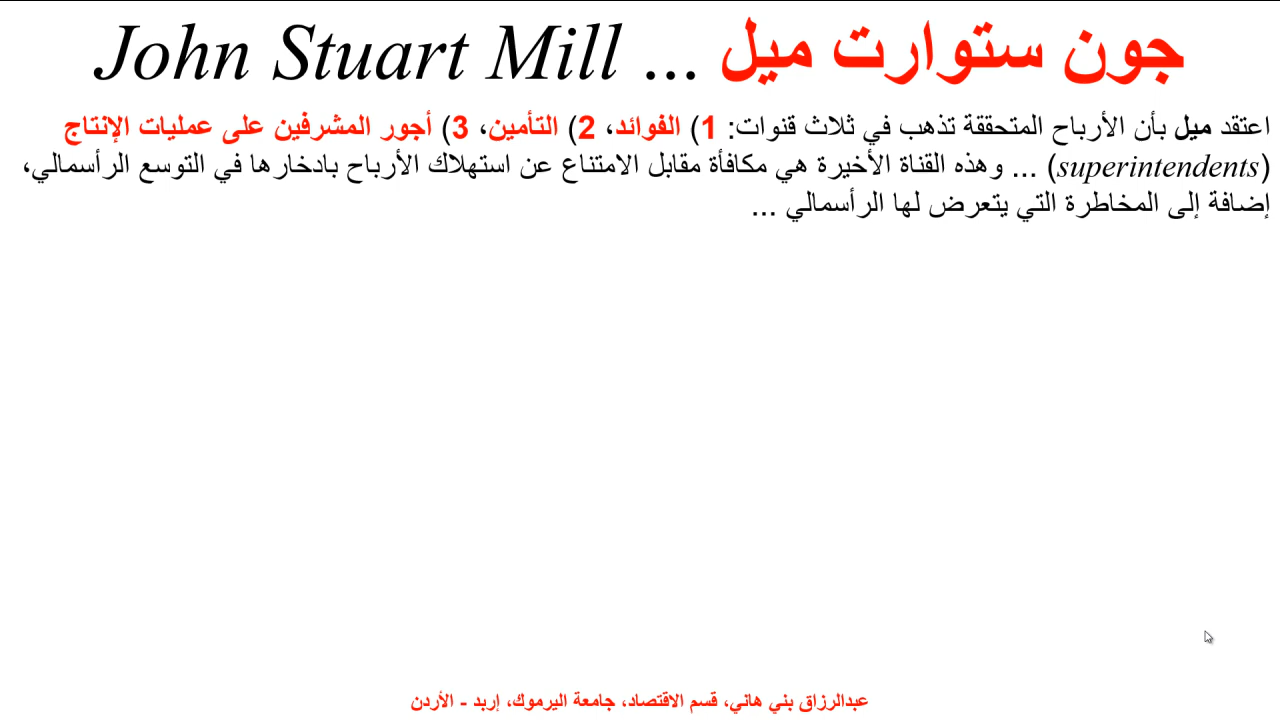 جون ستوارت ميل ... John Stuart Mill
اعتقد ميل بأن الأرباح المتحققة تذهب في ثلاث قنوات: 1) الفوائد، 2) التأمين، 3) أجور المشرفين على عمليات الإنتاج
(superintendents) ... وهذه القناة الأخيرة هي مكافأة مقابل الامتناع عن استهلاك الأرباح بادخارها في التوسع الرأسمالي،
إضافة إلى المخاطرة التي يتعرض لها الرأسمالي ...
عبدالرزاق بني هاني، قسم الاقتصاد، جامعة اليرموك، إربد - الأردن